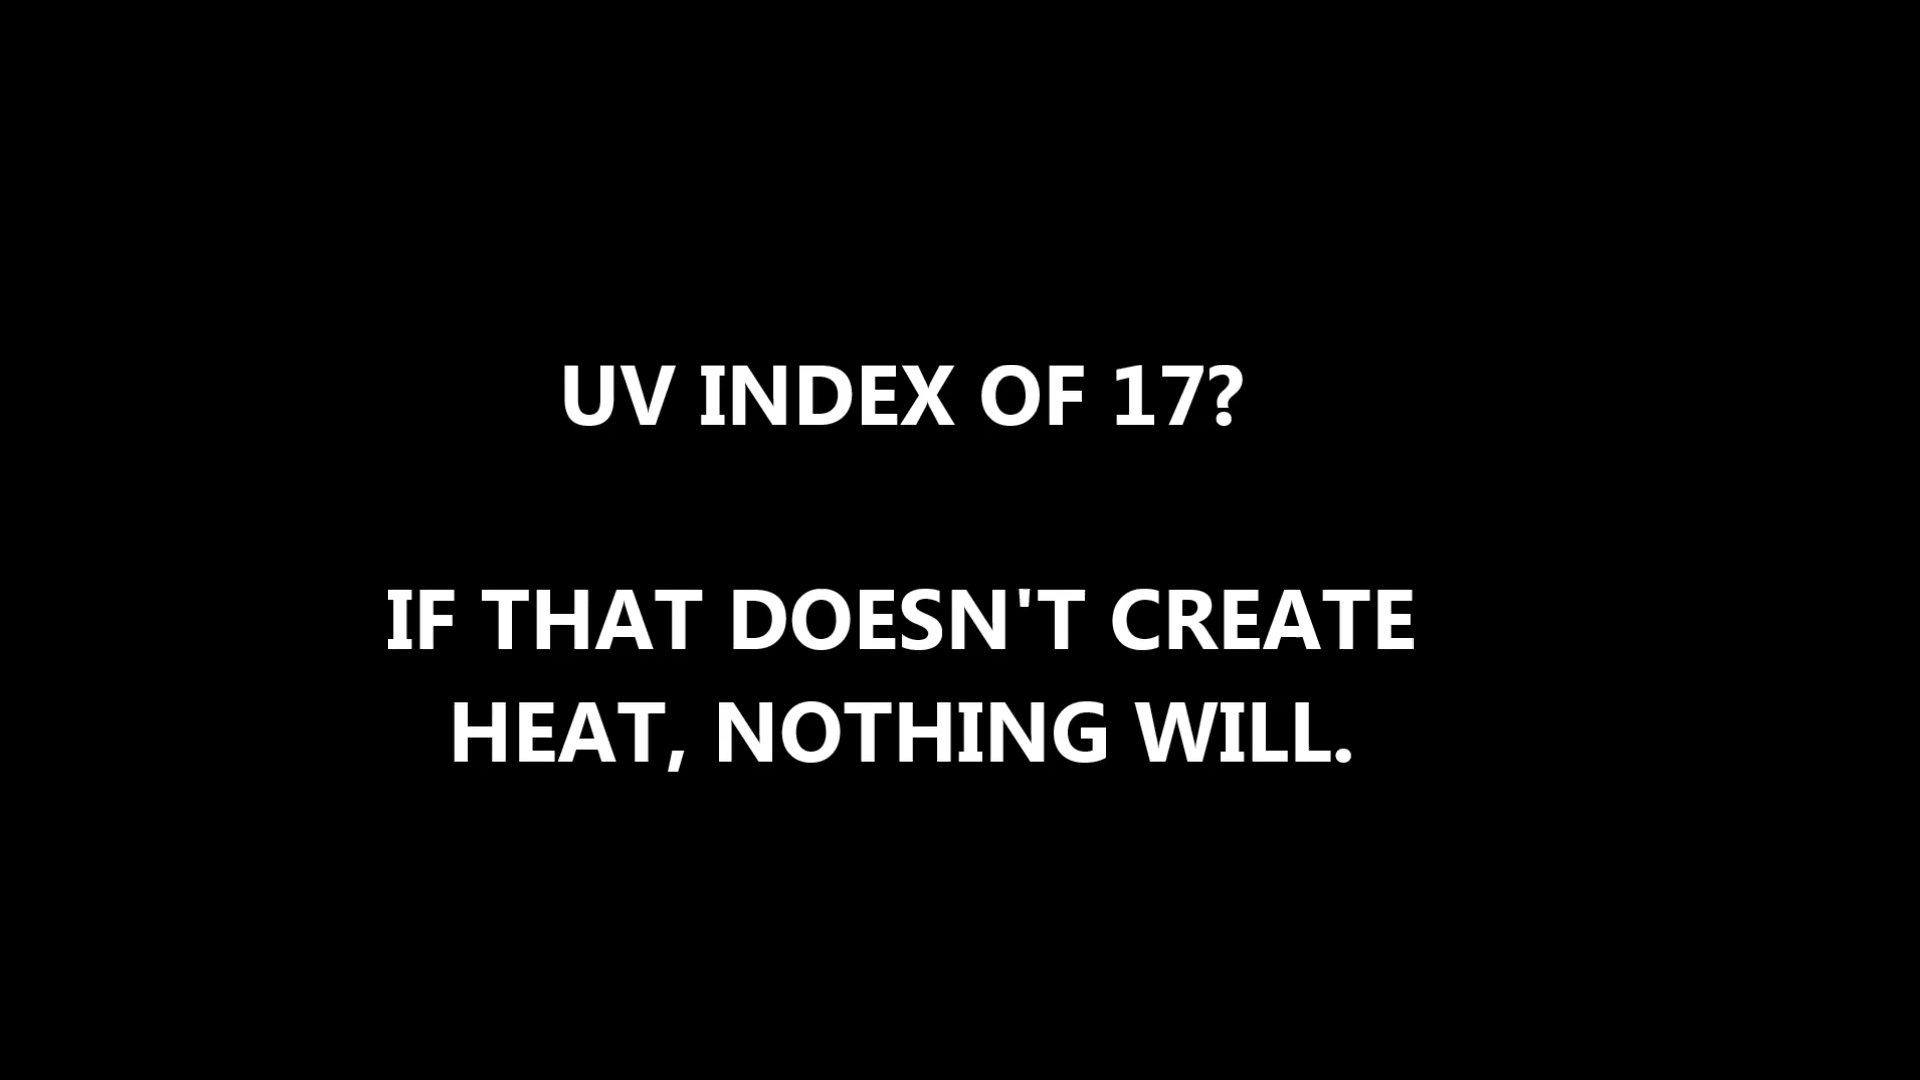 UV INDEX OF 17?
IF THAT DOESN'T CREATE
HEAT, NOTHING WILL.